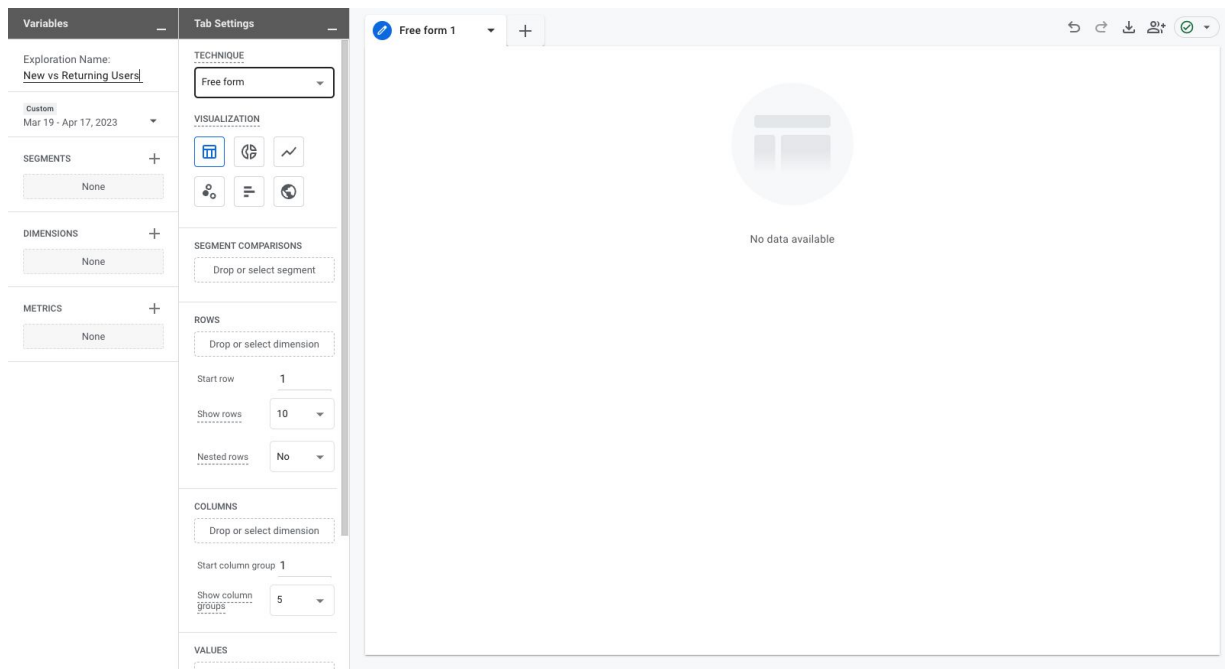 Variables
Exploration Name:
New vs Returning Users
Custom
Mar 19 - Apr 17, 2023
SEGMENTS
None
DIMENSIONS
None
METRICS
None
Tab Settings
TECHNIQUE
Free form
VISUALIZATION
SEGMENT COMPARISONS
Drop or select segment
ROWS
Drop or select dimension
Start row 1
Show rows 10
Nested rows No
COLUMNS
Drop or select dimension
Start column group 1
Show column
groups 5
VALUES
Free form 1
No data available